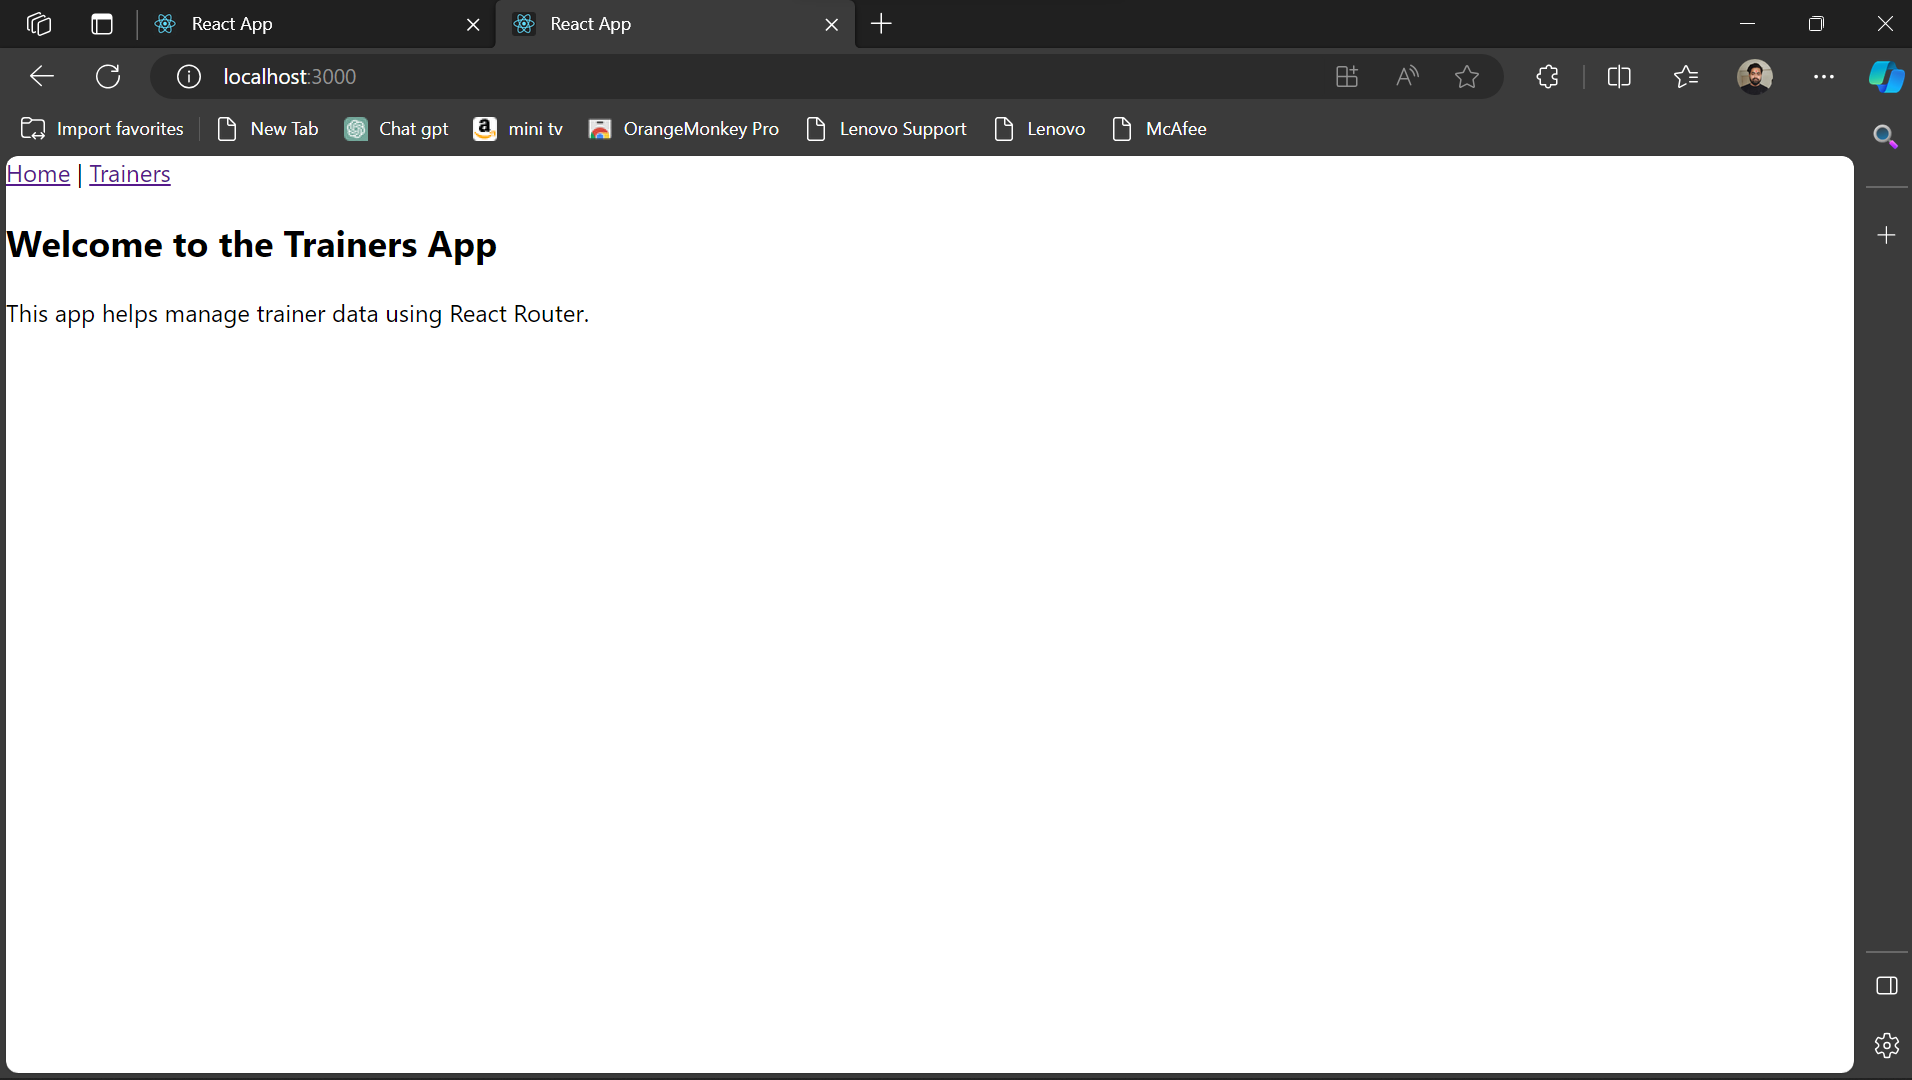 React App
React App
localhost:3000
Import favorites
New Tab
Chat gpt
mini tv
OrangeMonkey Pro
Lenovo Support
Lenovo
McAfee
Home | Trainers
Welcome to the Trainers App
This app helps manage trainer data using React Router.